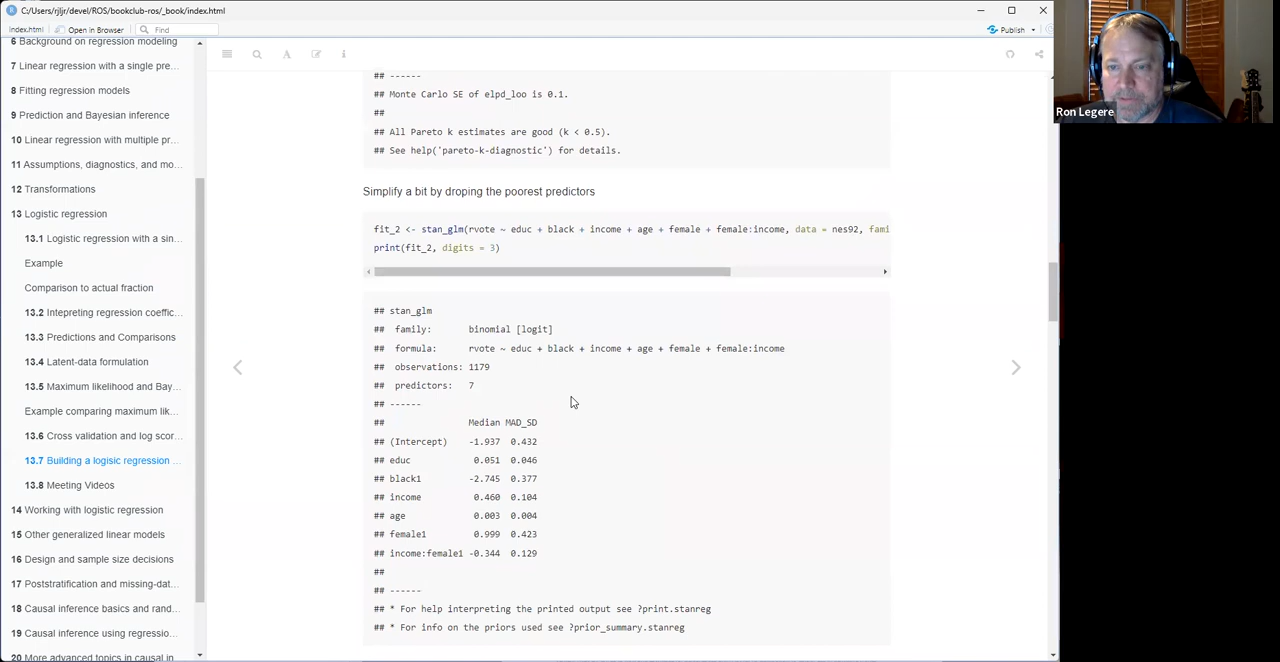 C:/Users/rjljr/devel/ROS/bookclub-ros/_book/index.html
index.html
Open in Browser
Find
Publish
6 Background on regression modeling
7 Linear regression with a single pre...
8 Fitting regression models
9 Prediction and Bayesian inference
10 Linear regression with multiple pr...
11 Assumptions, diagnostics, and mo...
12 Transformations
13 Logistic regression
13.1 Logistic regression with a sin...
Example
Comparison to actual fraction
13.2 Intepreting regression coeffic...
13.3 Predictions and Comparisons
13.4 Latent-data formulation
13.5 Maximum likelihood and Bay...
Example comparing maximum lik...
13.6 Cross validation and log scor...
13.7 Building a logisic regression ...
13.8 Meeting Videos
14 Working with logistic regression
15 Other generalized linear models
16 Design and sample size decisions
17 Poststratification and missing-dat...
18 Causal inference basics and rand...
19 Causal inference using regressio...
20 More advanced topics in causal in
## ------
## Monte Carlo SE of elpd_loo is 0.1.
##
## All Pareto k estimates are good (k < 0.5).
## See help('pareto-k-diagnostic') for details.
Simplify a bit by droping the poorest predictors
fit_2 <- stan_glm(rvote ~ educ + black + income + age + female + female:income, data = nes92, fami
print(fit_2, digits = 3)
## stan_glm
## family: binomial [logit]
## formula: rvote ~ educ + black + income + age + female + female:income
## observations: 1179
## predictors: 7
## ------
## Median MAD_SD
## (Intercept) -1.937 0.432
## educ 0.051 0.046
## black1 -2.745 0.377
## income 0.460 0.104
## age 0.003 0.004
## female1 0.999 0.423
## income:female1 -0.344 0.129
##
## ------
## * For help interpreting the printed output see ?print.stanreg
## * For info on the priors used see ?prior_summary.stanreg
Ron Legere